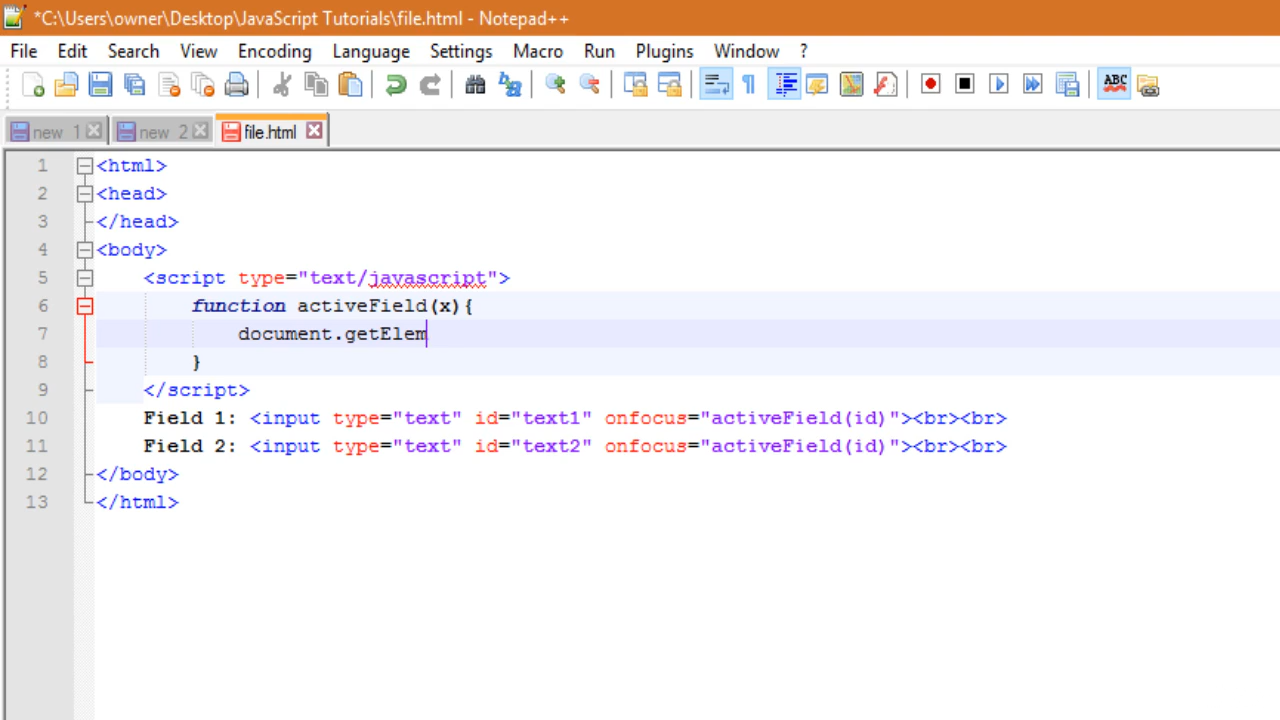 *C:\Users\owner\Desktop\JavaScript Tutorials\file.html - Notepad++
File Edit Search View Encoding Language Settings Macro Run Plugins Window ?
ABC
new 1 new 2 file.html
1 <html>
2 <head>
3 </head>
4 <body>
5 <script type="text/javascript">
6 function activeField(x){
7 document.getElem
8 }
9 </script>
10 Field 1: <input type="text" id="text1" onfocus="activeField(id)"><br><br>
11 Field 2: <input type="text" id="text2" onfocus="activeField(id)"><br><br>
12 </body>
13 </html>